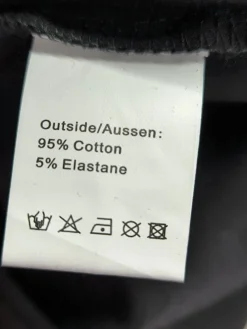 Outside/Aussen:
95% Cotton
5% Elastane